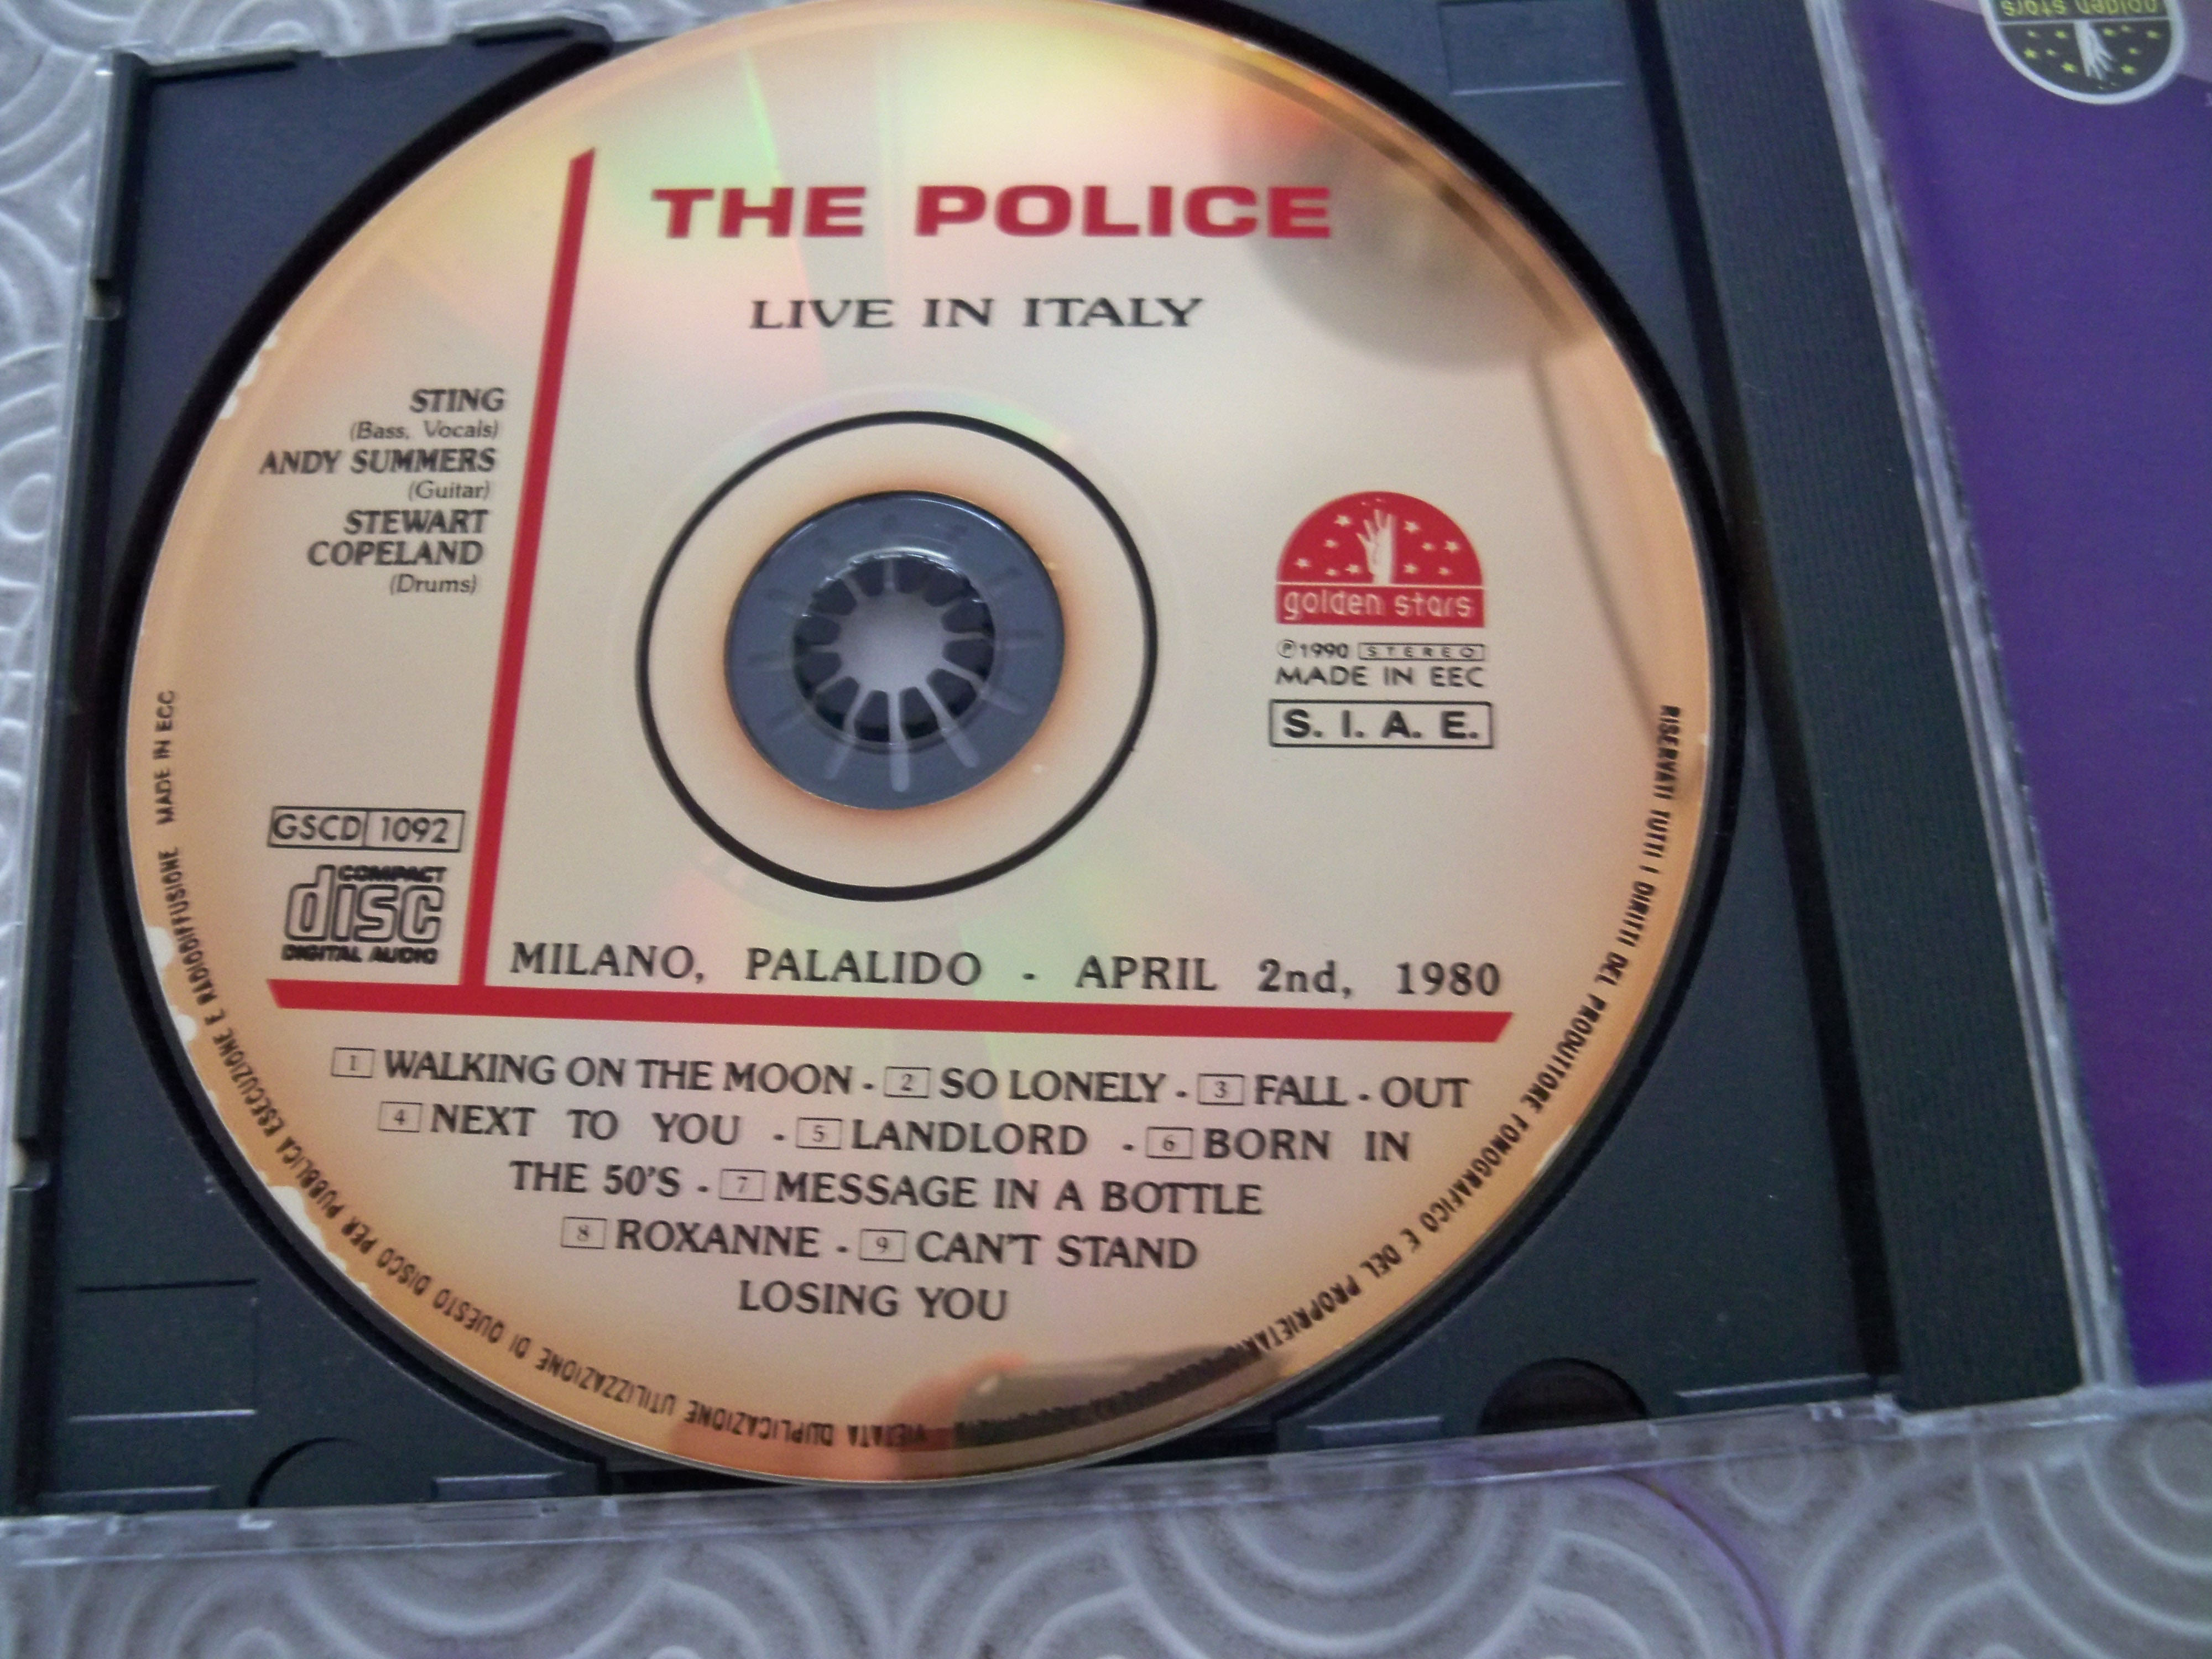 THE POLICE
LIVE IN ITALY
STING
(Bass, Vocals)
ANDY SUMMERS
(Guitar)
STEWART
COPELAND
(Drums)
golden stars
℗1990 STEREO
MADE IN EEC
S. I. A. E.
GSCD 1092
COMPACT
disc
DIGITAL AUDIO
MILANO, PALALIDO - APRIL 2nd, 1980
1 WALKING ON THE MOON - 2 SO LONELY - 3 FALL - OUT
4 NEXT TO YOU - 5 LANDLORD - 6 BORN IN
THE 50'S - 7 MESSAGE IN A BOTTLE
8 ROXANNE - 9 CAN'T STAND
LOSING YOU
RISERVATI TUTTI I DIRITTI DEL PRODUTTORE FONOGRAFICO E DEL PROPRIETARIO VIETATA DUPLICAZIONE UTILIZZAZIONE DI QUESTO DISCO PER PUBBLICA ESECUZIONE E RADIODIFFUSIONE MADE IN ECC
golden stars